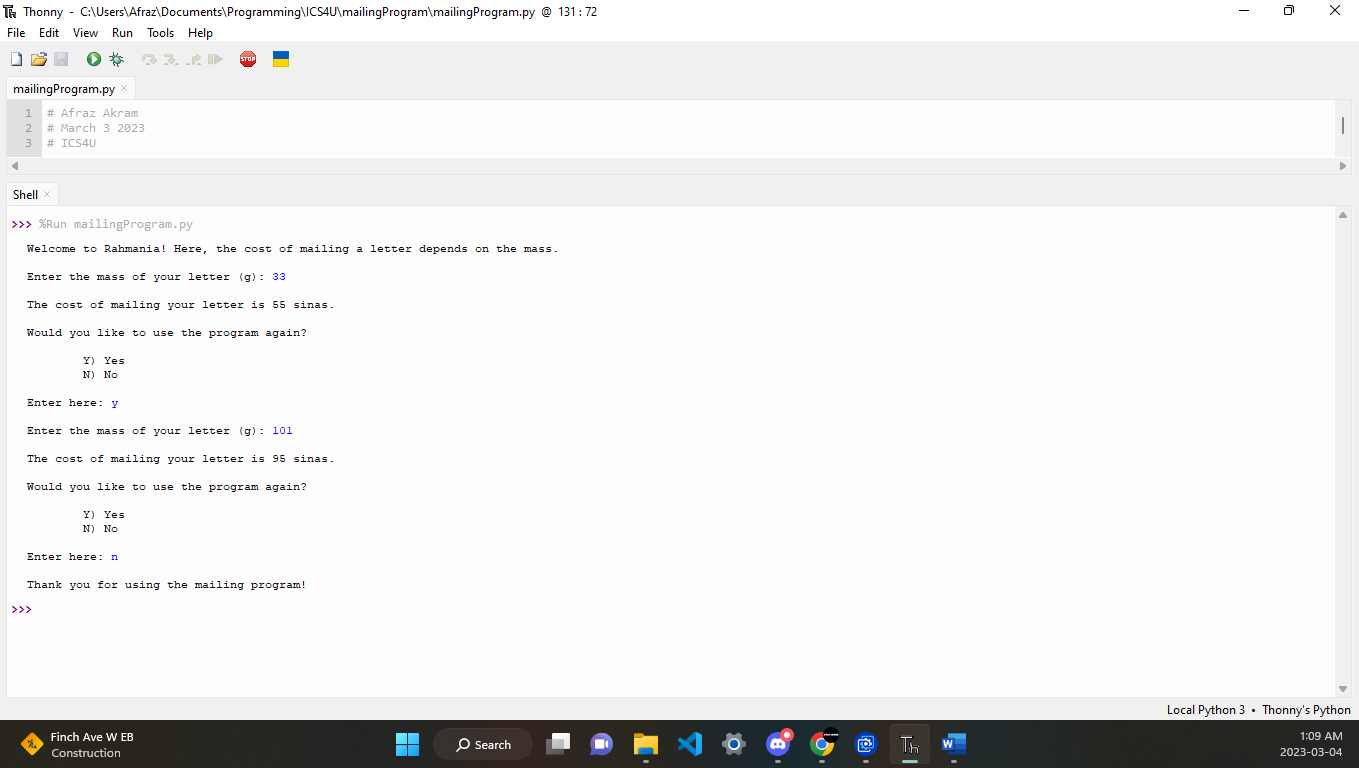 Thonny - C:\Users\Afraz\Documents\Programming\ICS4U\mailingProgram\mailingProgram.py @ 131 : 72
File Edit View Run Tools Help
STOP
mailingProgram.py ×
1 # Afraz Akram
2 # March 3 2023
3 # ICS4U
Shell ×
>>> %Run mailingProgram.py
Welcome to Rahmania! Here, the cost of mailing a letter depends on the mass.
Enter the mass of your letter (g): 33
The cost of mailing your letter is 55 sinas.
Would you like to use the program again?
Y) Yes
N) No
Enter here: y
Enter the mass of your letter (g): 101
The cost of mailing your letter is 95 sinas.
Would you like to use the program again?
Y) Yes
N) No
Enter here: n
Thank you for using the mailing program!
>>>
Local Python 3 • Thonny's Python
Finch Ave W EB
Construction
Search
Th
W
1:09 AM
2023-03-04